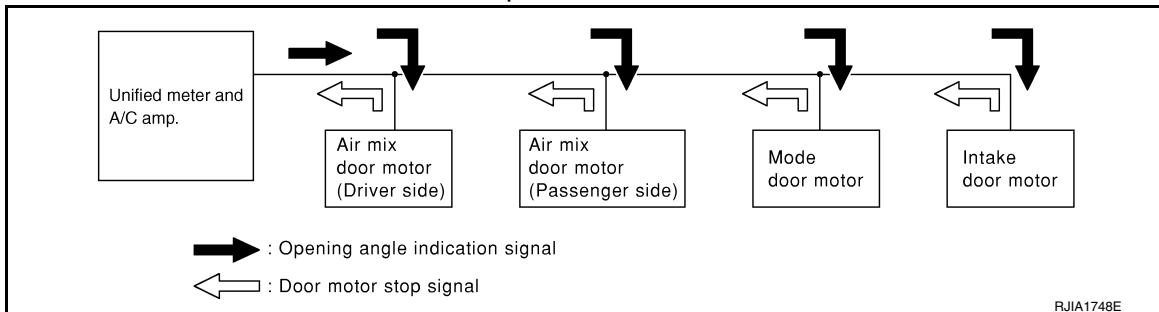 Unified meter and
A/C amp.
Air mix
door motor
(Driver side)
Air mix
door motor
(Passenger side)
Mode
door motor
Intake
door motor
: Opening angle indication signal
: Door motor stop signal
RJIA1748E